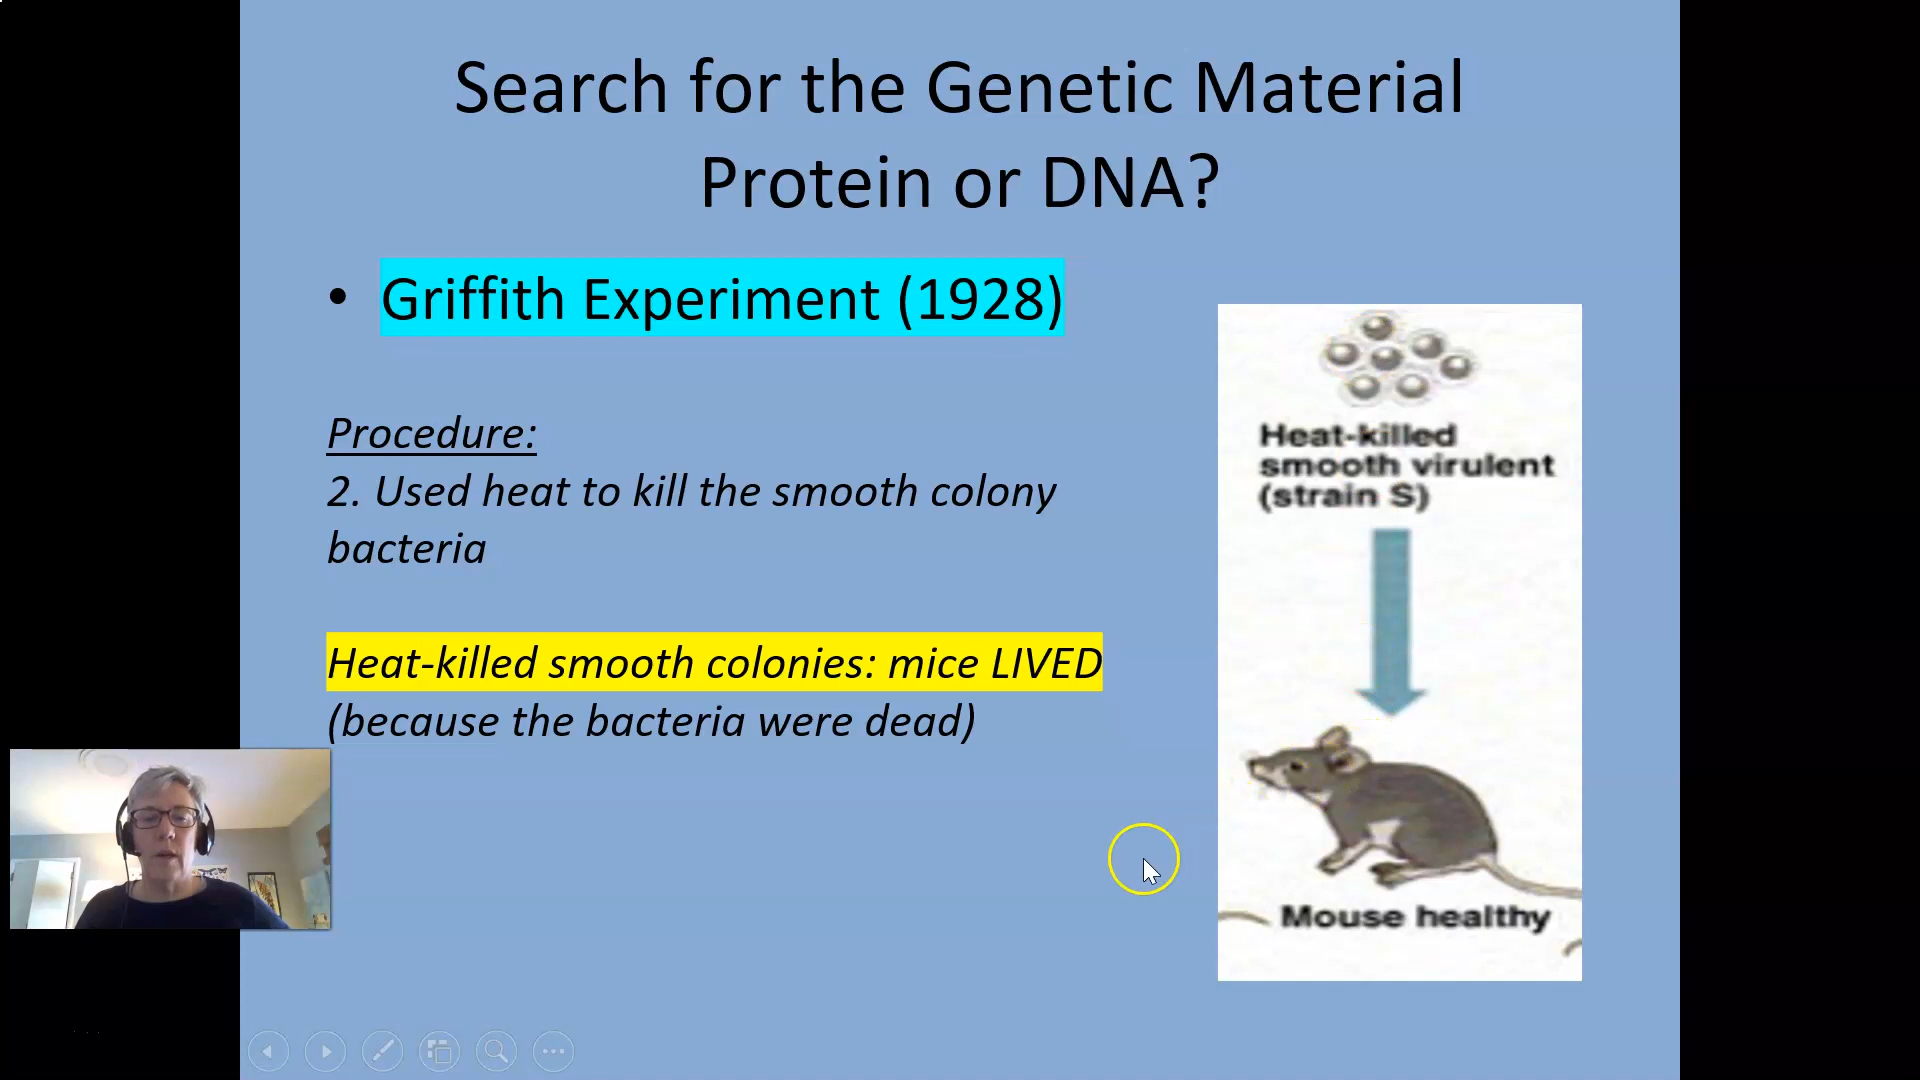 Search for the Genetic Material
Protein or DNA?
• Griffith Experiment (1928)
Procedure:
2. Used heat to kill the smooth colony
bacteria
Heat-killed smooth colonies: mice LIVED
(because the bacteria were dead)
Heat-killed
smooth virulent
(strain S)
Mouse healthy